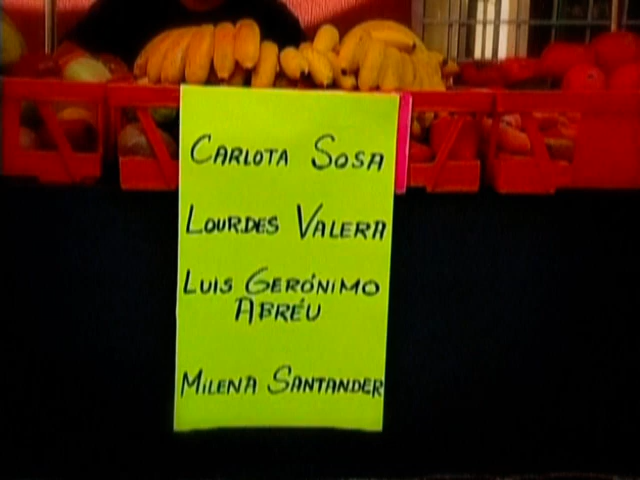 CARLOTA SOSA
LOURDES VALERA
LUIS GERÓNIMO
ABRÉU
MILENA SANTANDER